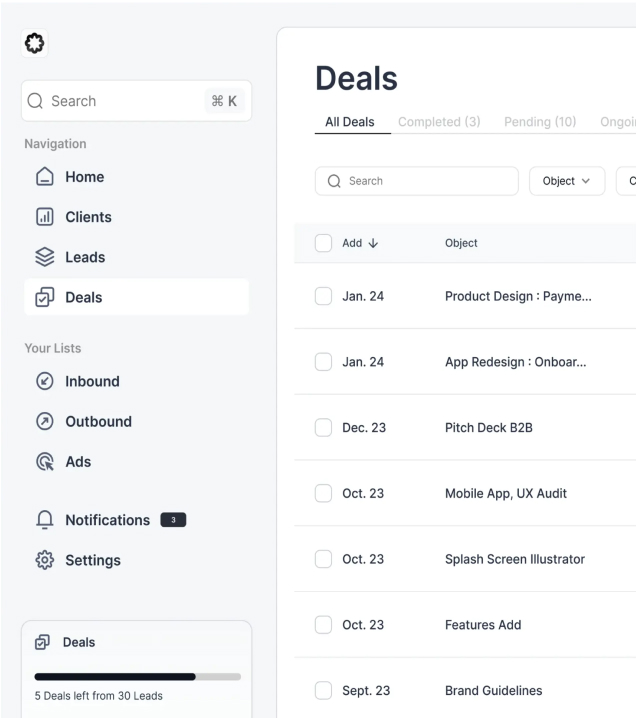 Search ⌘ K
Navigation
Home
Clients
Leads
Deals
Your Lists
Inbound
Outbound
Ads
Notifications 3
Settings
Deals
5 Deals left from 30 Leads
Deals
All Deals Completed (3) Pending (10) Ongoi
Search Object C
Add ↓ Object
Jan. 24 Product Design : Payme...
Jan. 24 App Redesign : Onboar...
Dec. 23 Pitch Deck B2B
Oct. 23 Mobile App, UX Audit
Oct. 23 Splash Screen Illustrator
Oct. 23 Features Add
Sept. 23 Brand Guidelines